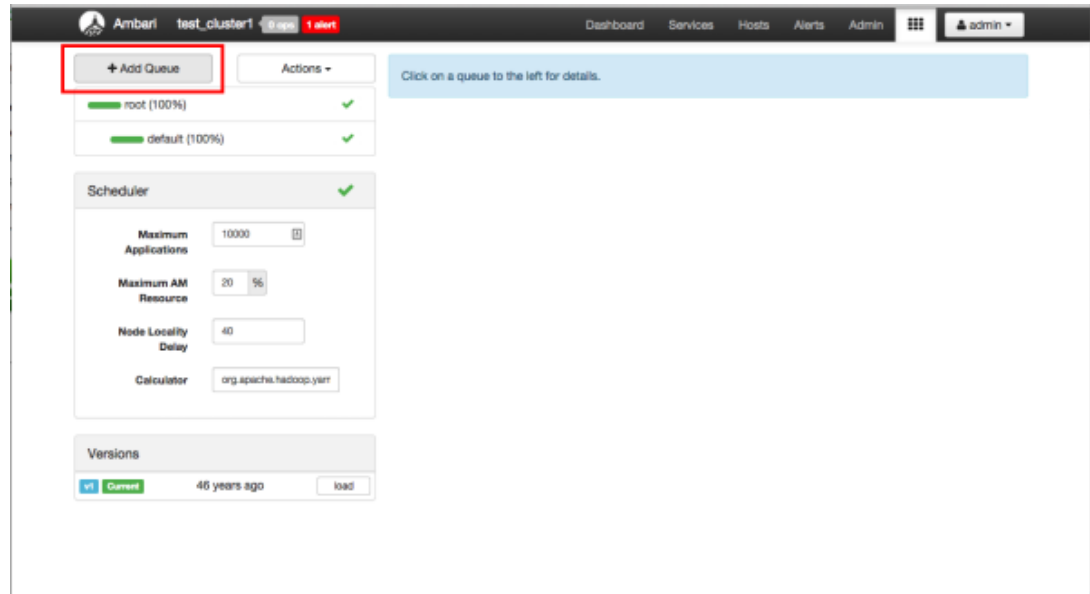 Ambari test_cluster1 0 ops 1 alert Dashboard Services Hosts Alerts Admin admin
+ Add Queue Actions
Click on a queue to the left for details.
root (100%)
default (100%)
Scheduler
Maximum Applications 10000
Maximum AM Resource 20 %
Node Locality Delay 40
Calculator org.apache.hadoop.yarr
Versions
v1 Current 46 years ago load